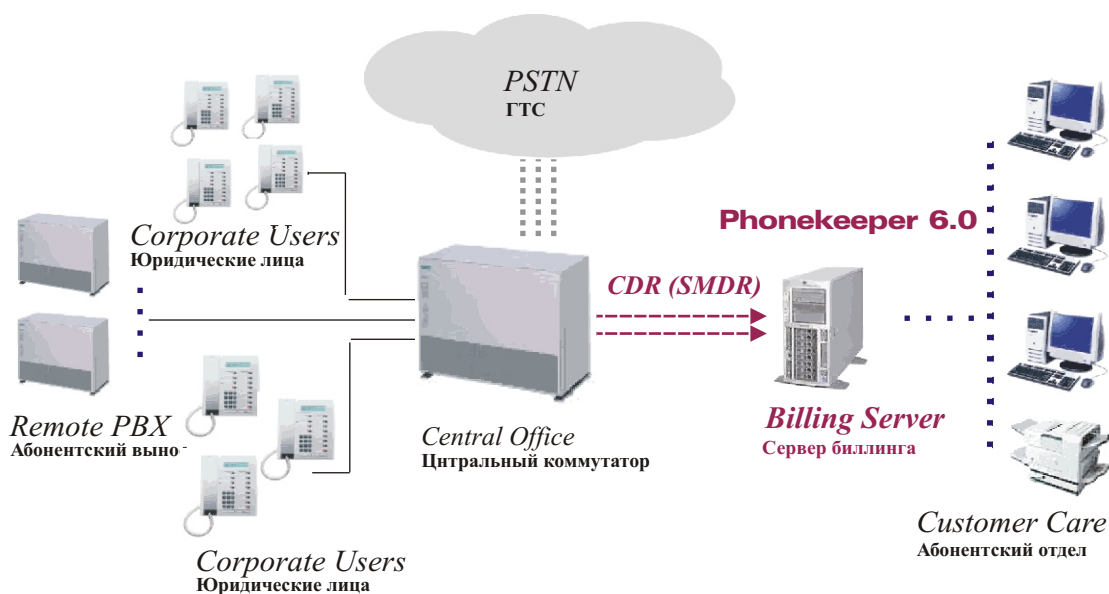 PSTN
ГТС
Corporate Users
Юридические лица
Phonekeeper 6.0
CDR (SMDR)
Remote PBX
Абонентский выно
Central Office
Цнтральный коммутатор
Billing Server
Сервер биллинга
Corporate Users
Юридические лица
Customer Care
Абонентский отдел